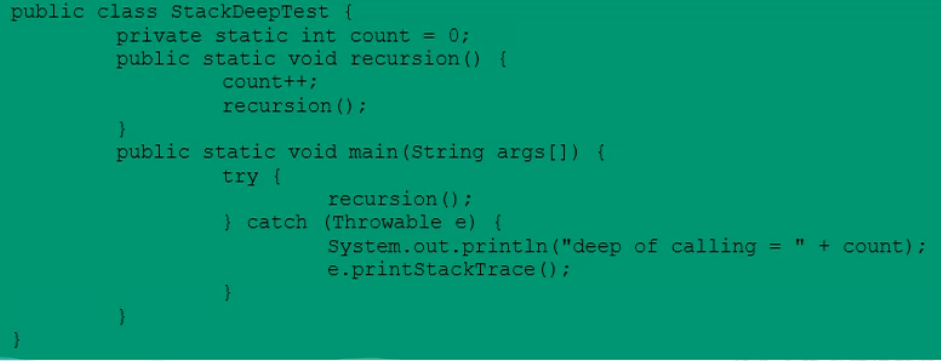 public class StackDeepTest {
private static int count = 0;
public static void recursion() {
count++;
recursion();
}
public static void main(String args[]) {
try {
recursion();
} catch (Throwable e) {
System.out.println("deep of calling = " + count);
e.printStackTrace();
}
}
}